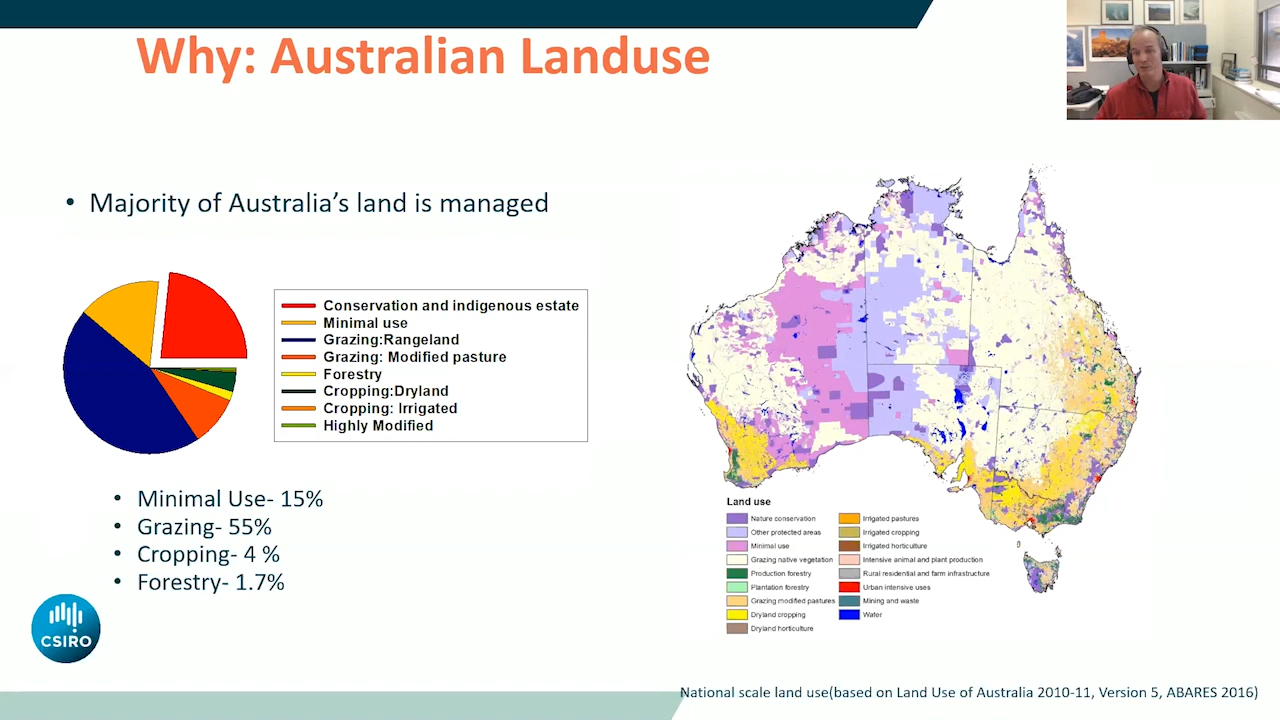 Why: Australian Landuse
• Majority of Australia's land is managed
Conservation and indigenous estate
Minimal use
Grazing:Rangeland
Grazing: Modified pasture
Forestry
Cropping:Dryland
Cropping: Irrigated
Highly Modified
• Minimal Use- 15%
• Grazing- 55%
• Cropping- 4 %
• Forestry- 1.7%
CSIRO
Land use
Nature conservation
Other protected areas
Minimal use
Grazing native vegetation
Production forestry
Plantation forestry
Grazing modified pastures
Dryland cropping
Dryland horticulture
Irrigated pastures
Irrigated cropping
Irrigated horticulture
Intensive animal and plant production
Rural residential and farm infrastructure
Urban intensive uses
Mining and waste
Water
National scale land use(based on Land Use of Australia 2010-11, Version 5, ABARES 2016)